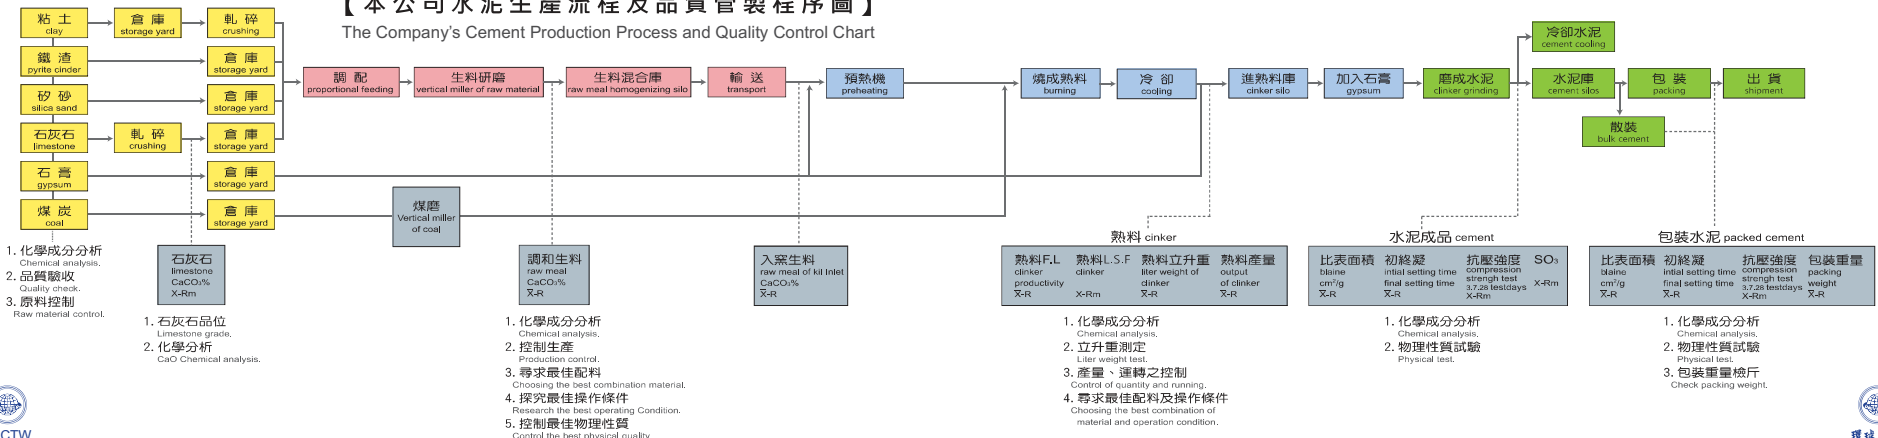 【本公司水泥生產流程及品質管製程序圖】
The Company's Cement Production Process and Quality Control Chart
粘土
clay
倉庫
storage yard
軋碎
crushing
鐵渣
pyrite cinder
倉庫
storage yard
矽砂
silica sand
倉庫
storage yard
石灰石
limestone
軋碎
crushing
倉庫
storage yard
石膏
gypsum
倉庫
storage yard
煤炭
coal
倉庫
storage yard
煤磨
Vertical miller
of coal
調配
proportional feeding
生料研磨
vertical miller of raw material
生料混合庫
raw meal homogenizing silo
輸送
transport
預熱機
preheating
燒成熟料
burning
冷卻
cooling
進熟料庫
cinker silo
加入石膏
gypsum
磨成水泥
clinker grinding
冷卻水泥
cement cooling
水泥庫
cement silos
包裝
packing
出貨
shipment
散裝
bulk cement
1. 化學成分分析
Chemical analysis.
2. 品質驗收
Quality check.
3. 原料控制
Raw material control.
石灰石
limestone
CaCO₃%
X-Rm
1. 石灰石品位
Limestone grade.
2. 化學分析
CaO Chemical analysis.
調和生料
raw meal
CaCO₃%
X̅-R
1. 化學成分分析
Chemical analysis.
2. 控制生產
Production control.
3. 尋求最佳配料
Choosing the best combination material.
4. 探究最佳操作條件
Research the best operating Condition.
5. 控制最佳物理性質
Control the best physical quality
入窯生料
raw meal of kil Inlet
CaCO₃%
X̅-R
熟料 cinker
熟料F.L
clinker
productivity
X̅-R
熟料L.S.F
clinker
X-Rm
熟料立升重
liter weight of
clinker
X̅-R
熟料產量
output
of clinker
X̅-R
1. 化學成分分析
Chemical analysis.
2. 立升重測定
Liter weight test.
3. 產量、運轉之控制
Control of quantity and running.
4. 尋求最佳配料及操作條件
Choosing the best combination of
material and operation condition.
水泥成品 cement
比表面積
blaine
cm²/g
X̅-R
初終凝
intial setting time
final setting time
X̅-R
抗壓強度
compression
strengh test
3.7.28 testdays
X-Rm
SO₃
X-Rm
1. 化學成分分析
Chemical analysis.
2. 物理性質試驗
Physical test.
包裝水泥 packed cement
比表面積
blaine
cm²/g
X̅-R
初終凝
intial setting time
final setting time
X̅-R
抗壓強度
compression
strengh test
3.7.28 testdays
X-Rm
包裝重量
packing
weight
X̅-R
1. 化學成分分析
Chemical analysis.
2. 物理性質試驗
Physical test.
3. 包裝重量檢斤
Check packing weight.
CTW